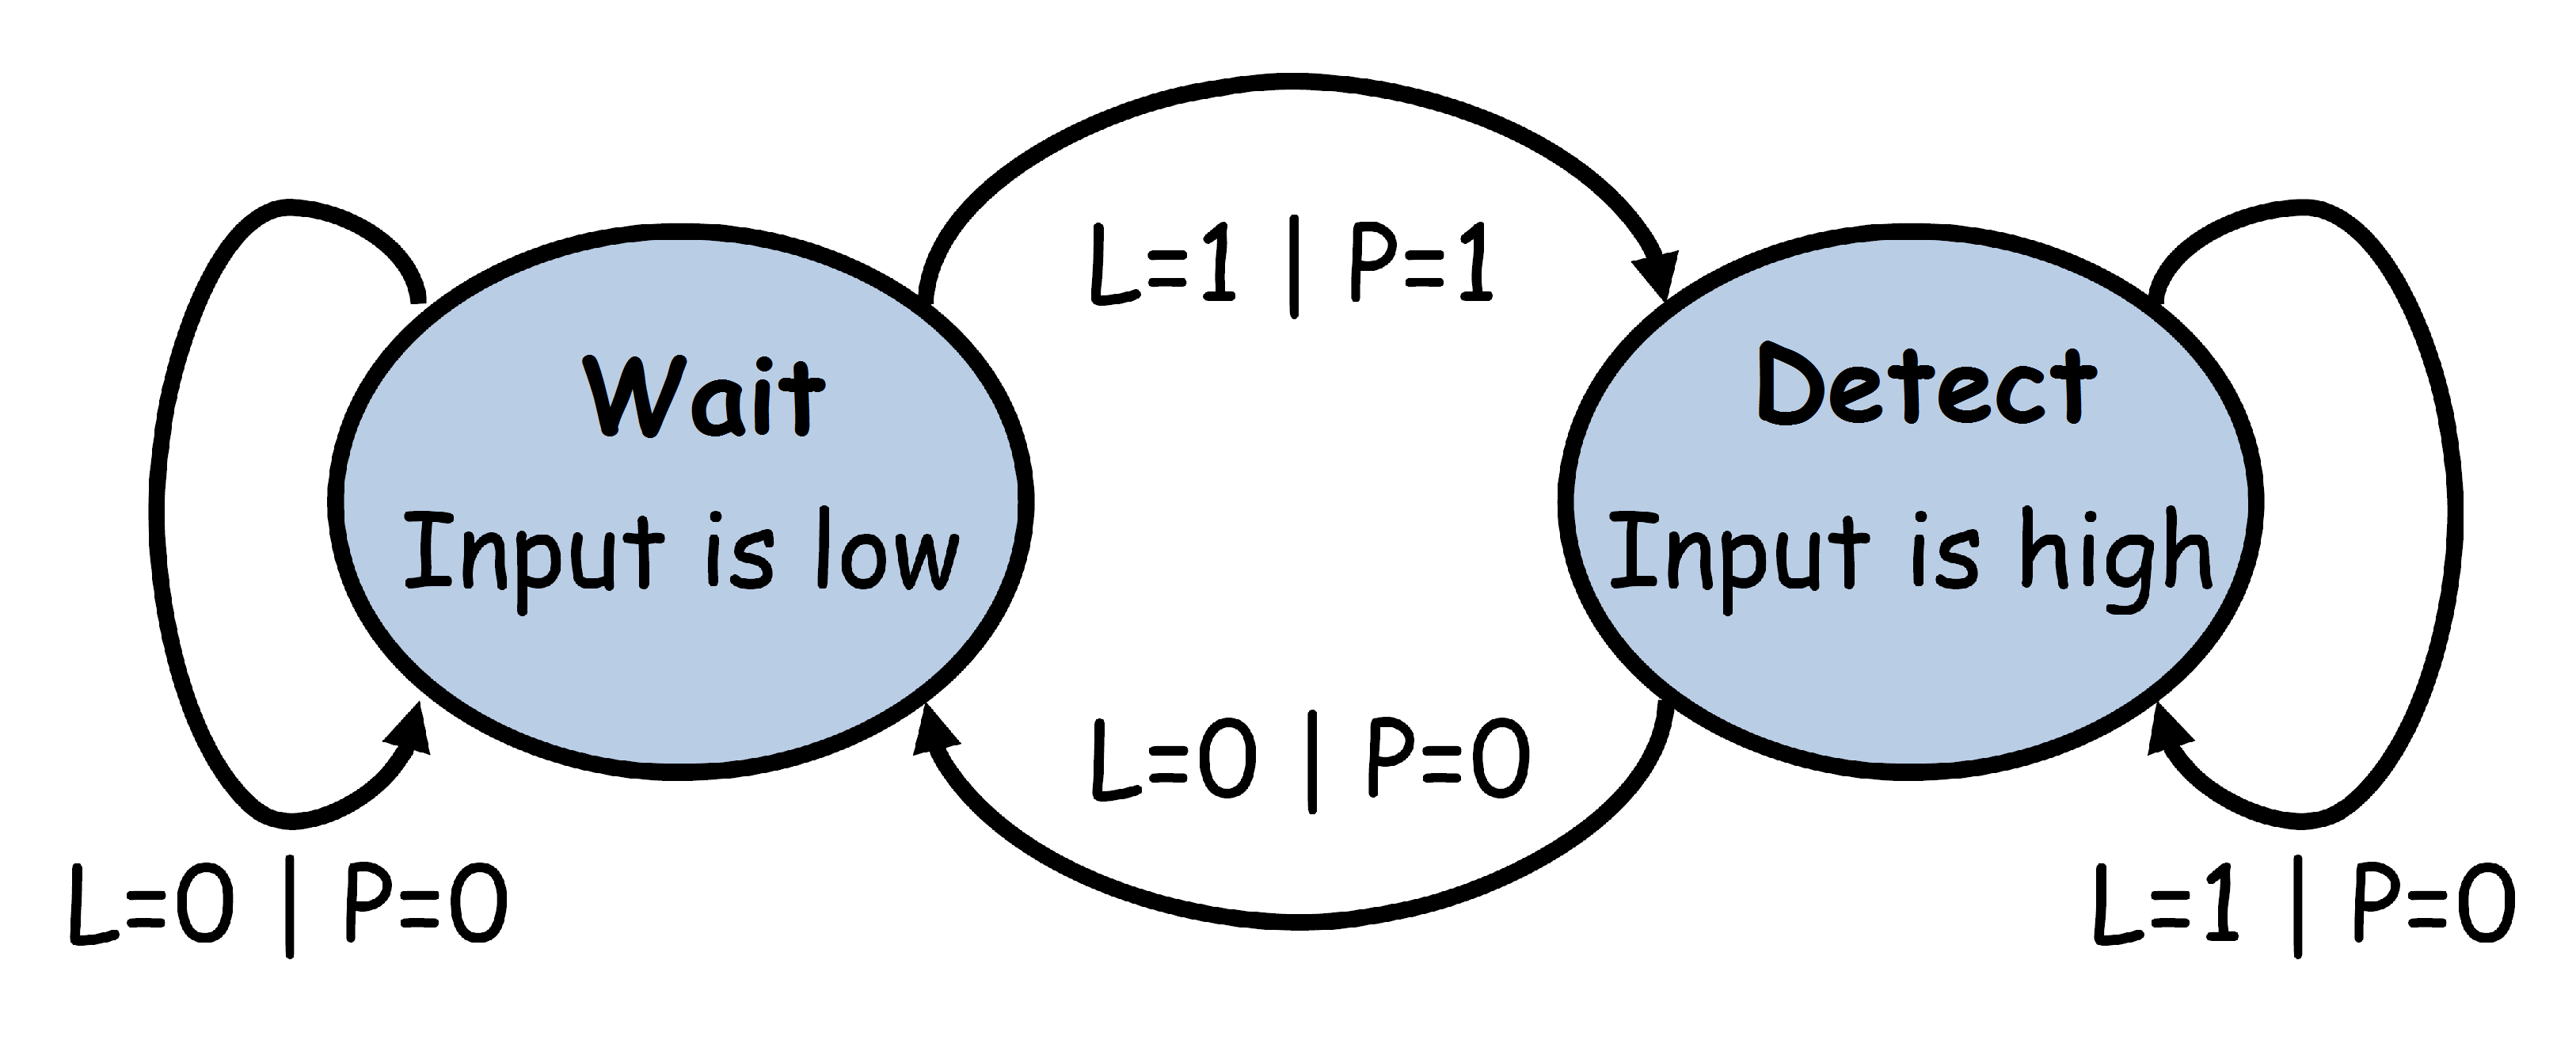 L=1 | P=1
Wait
Input is low
Detect
Input is high
L=0 | P=0
L=0 | P=0
L=1 | P=0